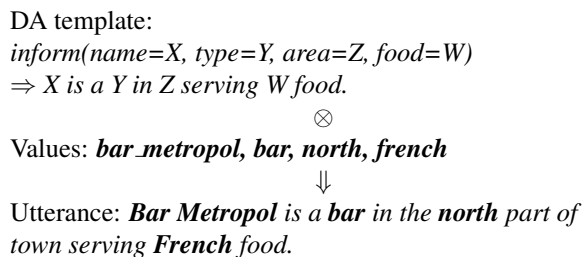 DA template:
inform(name=X, type=Y, area=Z, food=W)
⇒ X is a Y in Z serving W food.
⊗
Values: bar_metropol, bar, north, french
⇓
Utterance: Bar Metropol is a bar in the north part of
town serving French food.